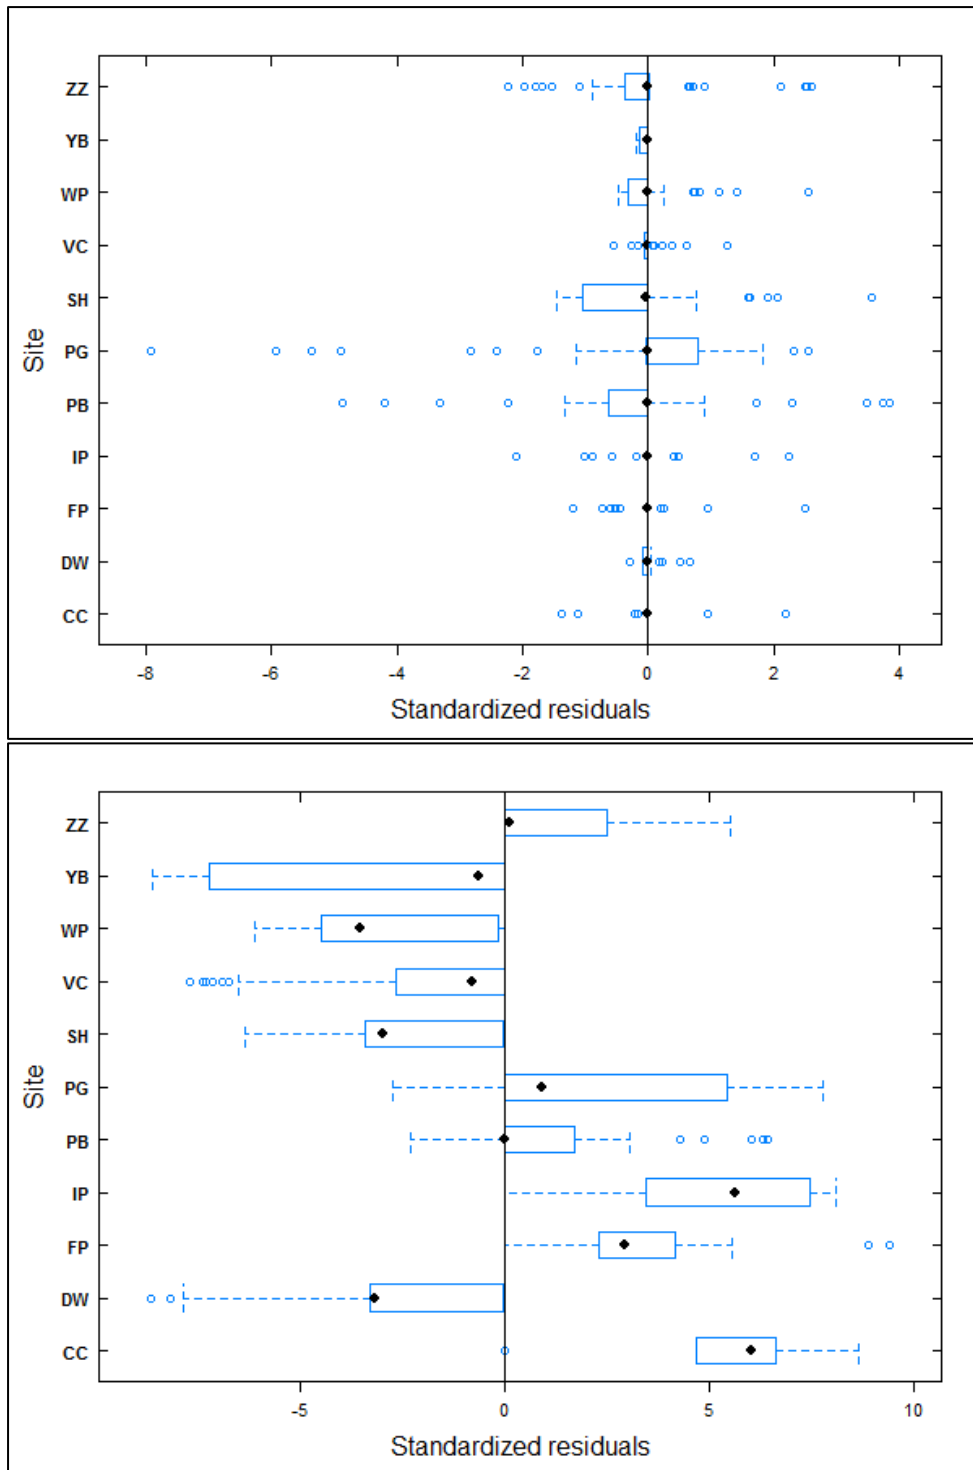 ZZ
YB
WP
VC
SH
PG
PB
IP
FP
DW
CC
Site
-8 -6 -4 -2 0 2 4
Standardized residuals
ZZ
YB
WP
VC
SH
PG
PB
IP
FP
DW
CC
Site
-5 0 5 10
Standardized residuals